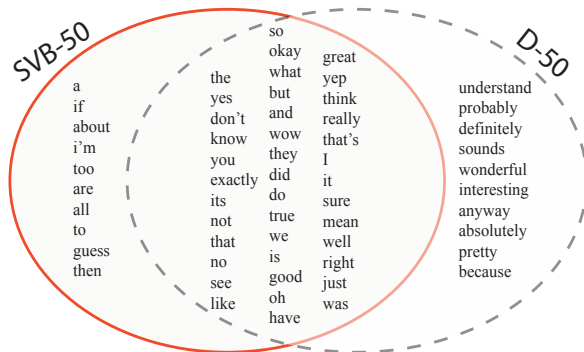 SVB-50
D-50
a
if
about
i'm
too
are
all
to
guess
then
the
yes
don't
know
you
exactly
its
not
that
no
see
like
so
okay
what
but
and
wow
they
did
do
true
we
is
good
oh
have
great
yep
think
really
that's
I
it
sure
mean
well
right
just
was
understand
probably
definitely
sounds
wonderful
interesting
anyway
absolutely
pretty
because